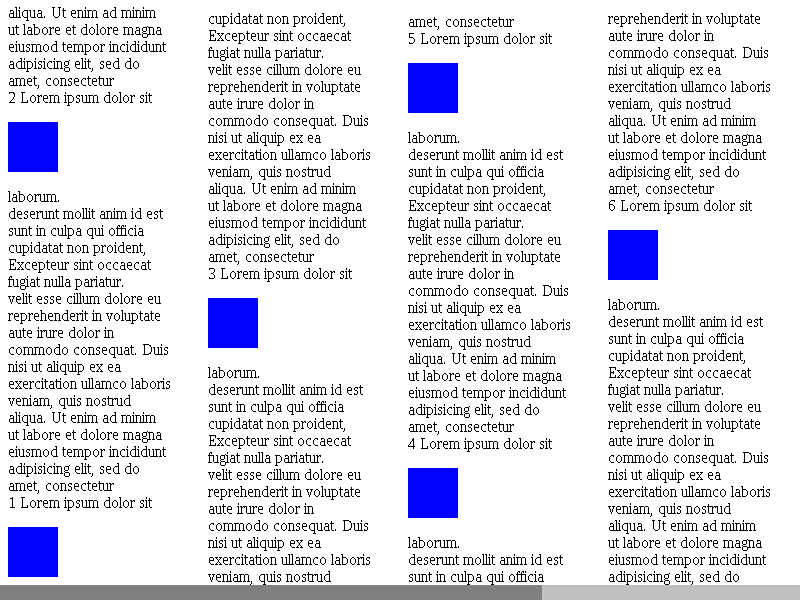 aliqua. Ut enim ad minim
ut labore et dolore magna
eiusmod tempor incididunt
adipisicing elit, sed do
amet, consectetur
2 Lorem ipsum dolor sit
laborum.
deserunt mollit anim id est
sunt in culpa qui officia
cupidatat non proident,
Excepteur sint occaecat
fugiat nulla pariatur.
velit esse cillum dolore eu
reprehenderit in voluptate
aute irure dolor in
commodo consequat. Duis
nisi ut aliquip ex ea
exercitation ullamco laboris
veniam, quis nostrud
aliqua. Ut enim ad minim
ut labore et dolore magna
eiusmod tempor incididunt
adipisicing elit, sed do
amet, consectetur
1 Lorem ipsum dolor sit
cupidatat non proident,
Excepteur sint occaecat
fugiat nulla pariatur.
velit esse cillum dolore eu
reprehenderit in voluptate
aute irure dolor in
commodo consequat. Duis
nisi ut aliquip ex ea
exercitation ullamco laboris
veniam, quis nostrud
aliqua. Ut enim ad minim
ut labore et dolore magna
eiusmod tempor incididunt
adipisicing elit, sed do
amet, consectetur
3 Lorem ipsum dolor sit
laborum.
deserunt mollit anim id est
sunt in culpa qui officia
cupidatat non proident,
Excepteur sint occaecat
fugiat nulla pariatur.
velit esse cillum dolore eu
reprehenderit in voluptate
aute irure dolor in
commodo consequat. Duis
nisi ut aliquip ex ea
exercitation ullamco laboris
veniam, quis nostrud
amet, consectetur
5 Lorem ipsum dolor sit
laborum.
deserunt mollit anim id est
sunt in culpa qui officia
cupidatat non proident,
Excepteur sint occaecat
fugiat nulla pariatur.
velit esse cillum dolore eu
reprehenderit in voluptate
aute irure dolor in
commodo consequat. Duis
nisi ut aliquip ex ea
exercitation ullamco laboris
veniam, quis nostrud
aliqua. Ut enim ad minim
ut labore et dolore magna
eiusmod tempor incididunt
adipisicing elit, sed do
amet, consectetur
4 Lorem ipsum dolor sit
laborum.
deserunt mollit anim id est
sunt in culpa qui officia
reprehenderit in voluptate
aute irure dolor in
commodo consequat. Duis
nisi ut aliquip ex ea
exercitation ullamco laboris
veniam, quis nostrud
aliqua. Ut enim ad minim
ut labore et dolore magna
eiusmod tempor incididunt
adipisicing elit, sed do
amet, consectetur
6 Lorem ipsum dolor sit
laborum.
deserunt mollit anim id est
sunt in culpa qui officia
cupidatat non proident,
Excepteur sint occaecat
fugiat nulla pariatur.
velit esse cillum dolore eu
reprehenderit in voluptate
aute irure dolor in
commodo consequat. Duis
nisi ut aliquip ex ea
exercitation ullamco laboris
veniam, quis nostrud
aliqua. Ut enim ad minim
ut labore et dolore magna
eiusmod tempor incididunt
adipisicing elit, sed do